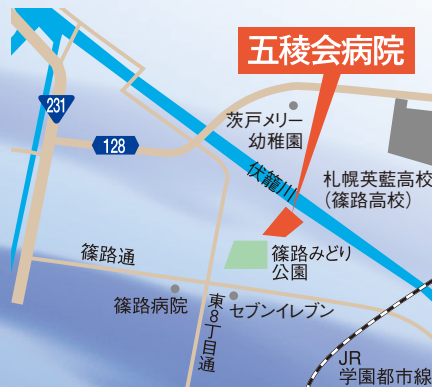 五稜会病院
231
128
茨戸メリー
幼稚園
伏籠川
札幌英藍高校
(篠路高校)
篠路みどり
公園
篠路通
篠路病院
セブンイレブン
東8丁目通
JR
学園都市線